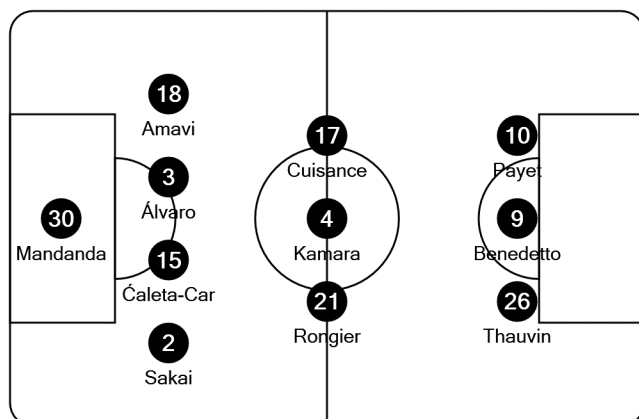 18
Amavi
17
Cuisance
10
Payet
3
Álvaro
30
Mandanda
4
Kamara
9
Benedetto
15
Ćaleta-Car
21
Rongier
26
Thauvin
2
Sakai